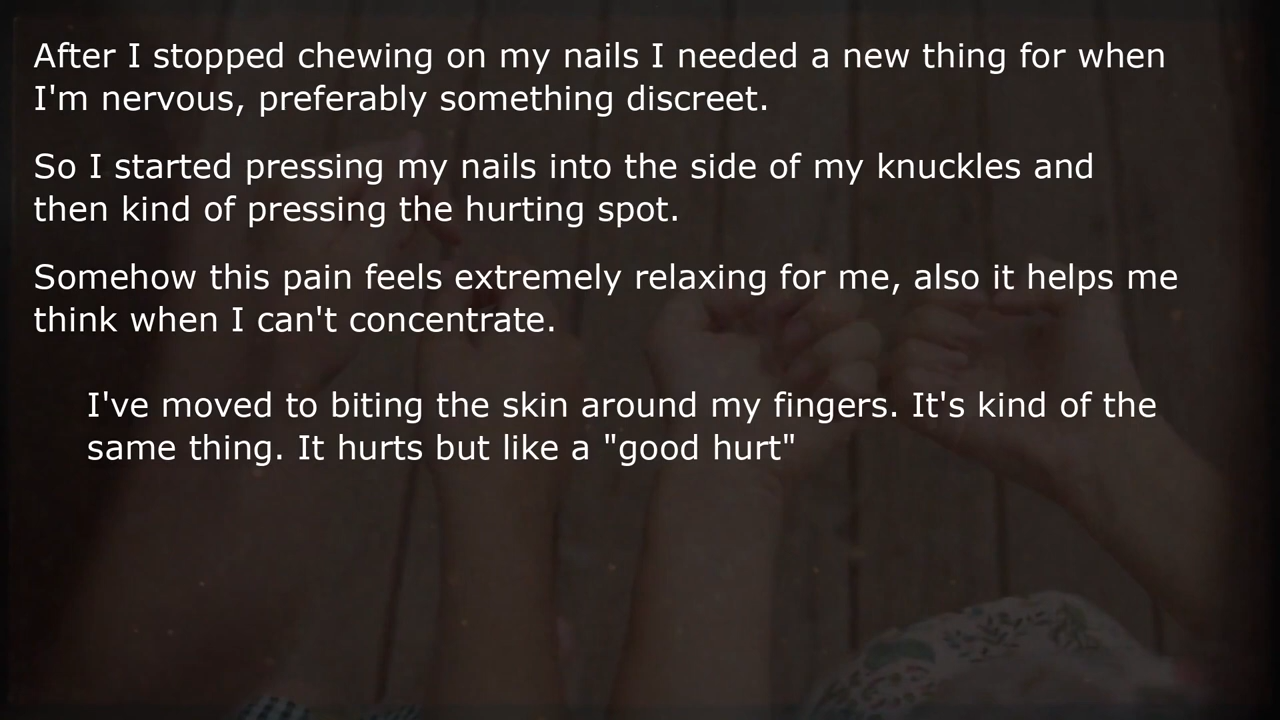 After I stopped chewing on my nails I needed a new thing for when
I'm nervous, preferably something discreet.
So I started pressing my nails into the side of my knuckles and
then kind of pressing the hurting spot.
Somehow this pain feels extremely relaxing for me, also it helps me
think when I can't concentrate.
I've moved to biting the skin around my fingers. It's kind of the
same thing. It hurts but like a "good hurt"